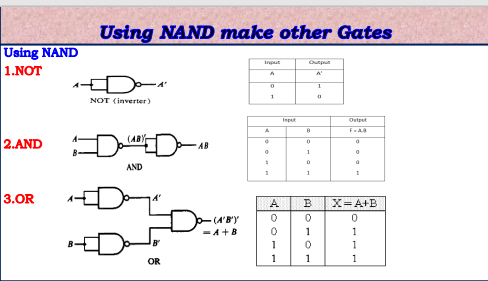 Using NAND make other Gates
Using NAND
1.NOT
A
A'
NOT (inverter)
Input Output
A A'
0 1
1 0
2.AND
A
B
(AB)'
AB
AND
Input Output
A B F = A.B
0 0 0
0 1 0
1 0 0
1 1 1
3.OR
A
A'
B
B'
(A'B')'
= A + B
OR
A B X = A+B
0 0 0
0 1 1
1 0 1
1 1 1